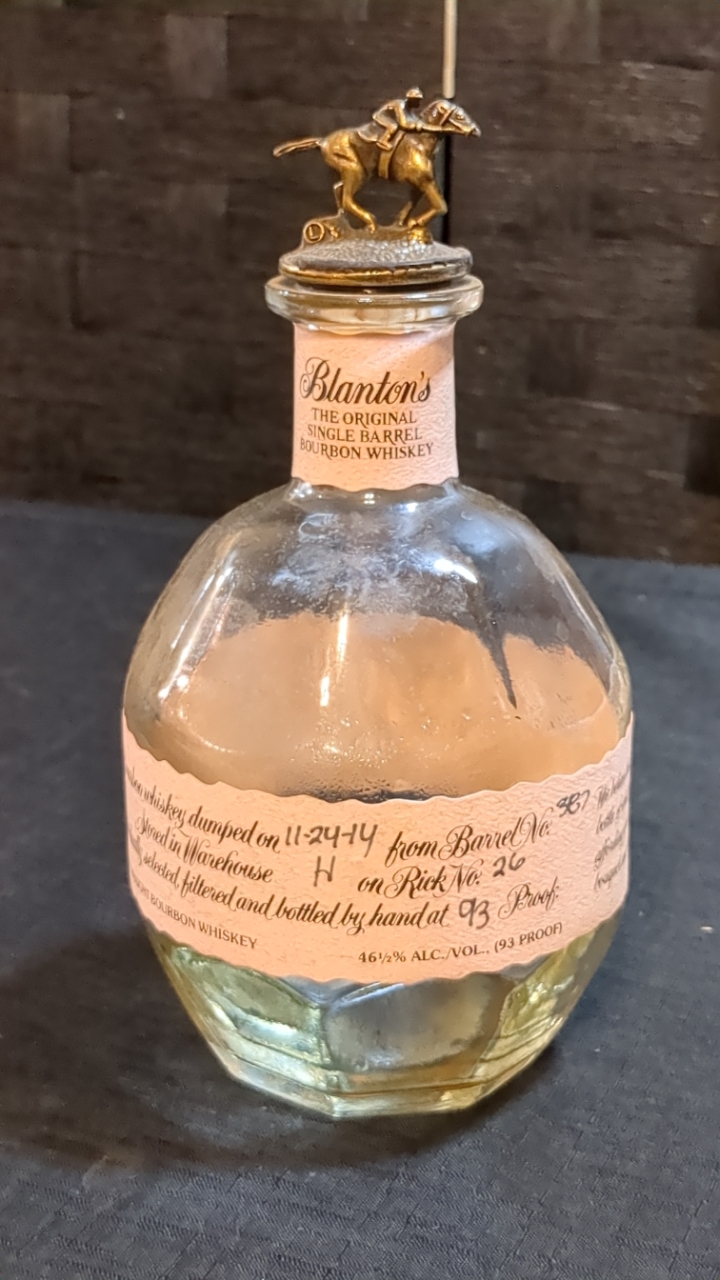 L
Blanton's
THE ORIGINAL
SINGLE BARREL
BOURBON WHISKEY
whiskey dumped on 11-24-14 from Barrel No. 387
Stored in Warehouse H on Rick No. 26
selected, filtered and bottled by hand at 93 Proof.
BOURBON WHISKEY 46½% ALC./VOL., (93 PROOF)